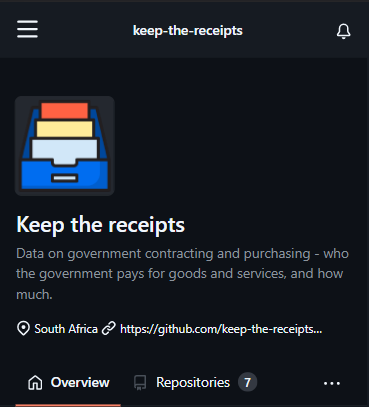 keep-the-receipts
Keep the receipts
Data on government contracting and purchasing - who
the government pays for goods and services, and how
much.
South Africa https://github.com/keep-the-receipts...
Overview Repositories 7 ...